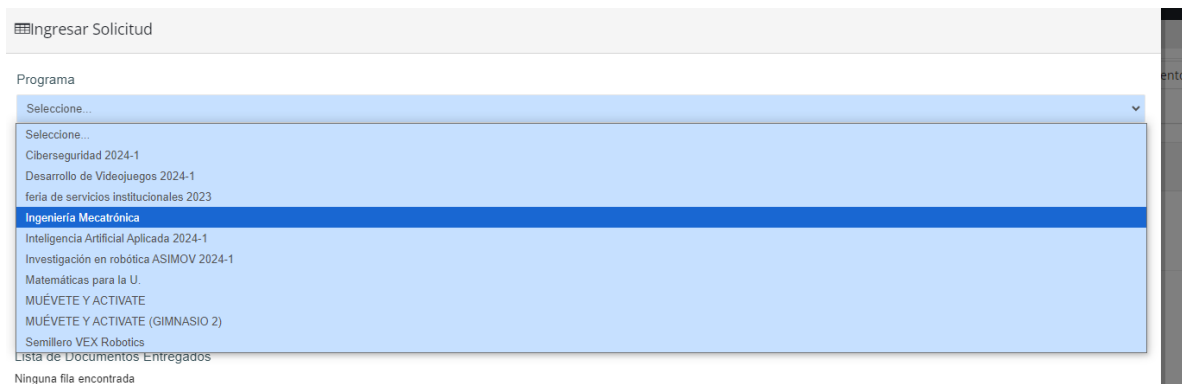 Ingresar Solicitud
Programa
Seleccione...
Seleccione...
Ciberseguridad 2024-1
Desarrollo de Videojuegos 2024-1
feria de servicios institucionales 2023
Ingeniería Mecatrónica
Inteligencia Artificial Aplicada 2024-1
Investigación en robótica ASIMOV 2024-1
Matemáticas para la U.
MUÉVETE Y ACTIVATE
MUÉVETE Y ACTIVATE (GIMNASIO 2)
Semillero VEX Robotics
Lista de Documentos Entregados
Ninguna fila encontrada